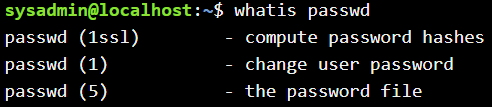 sysadmin@localhost:~$ whatis passwd
passwd (1ssl)        - compute password hashes
passwd (1)           - change user password
passwd (5)           - the password file